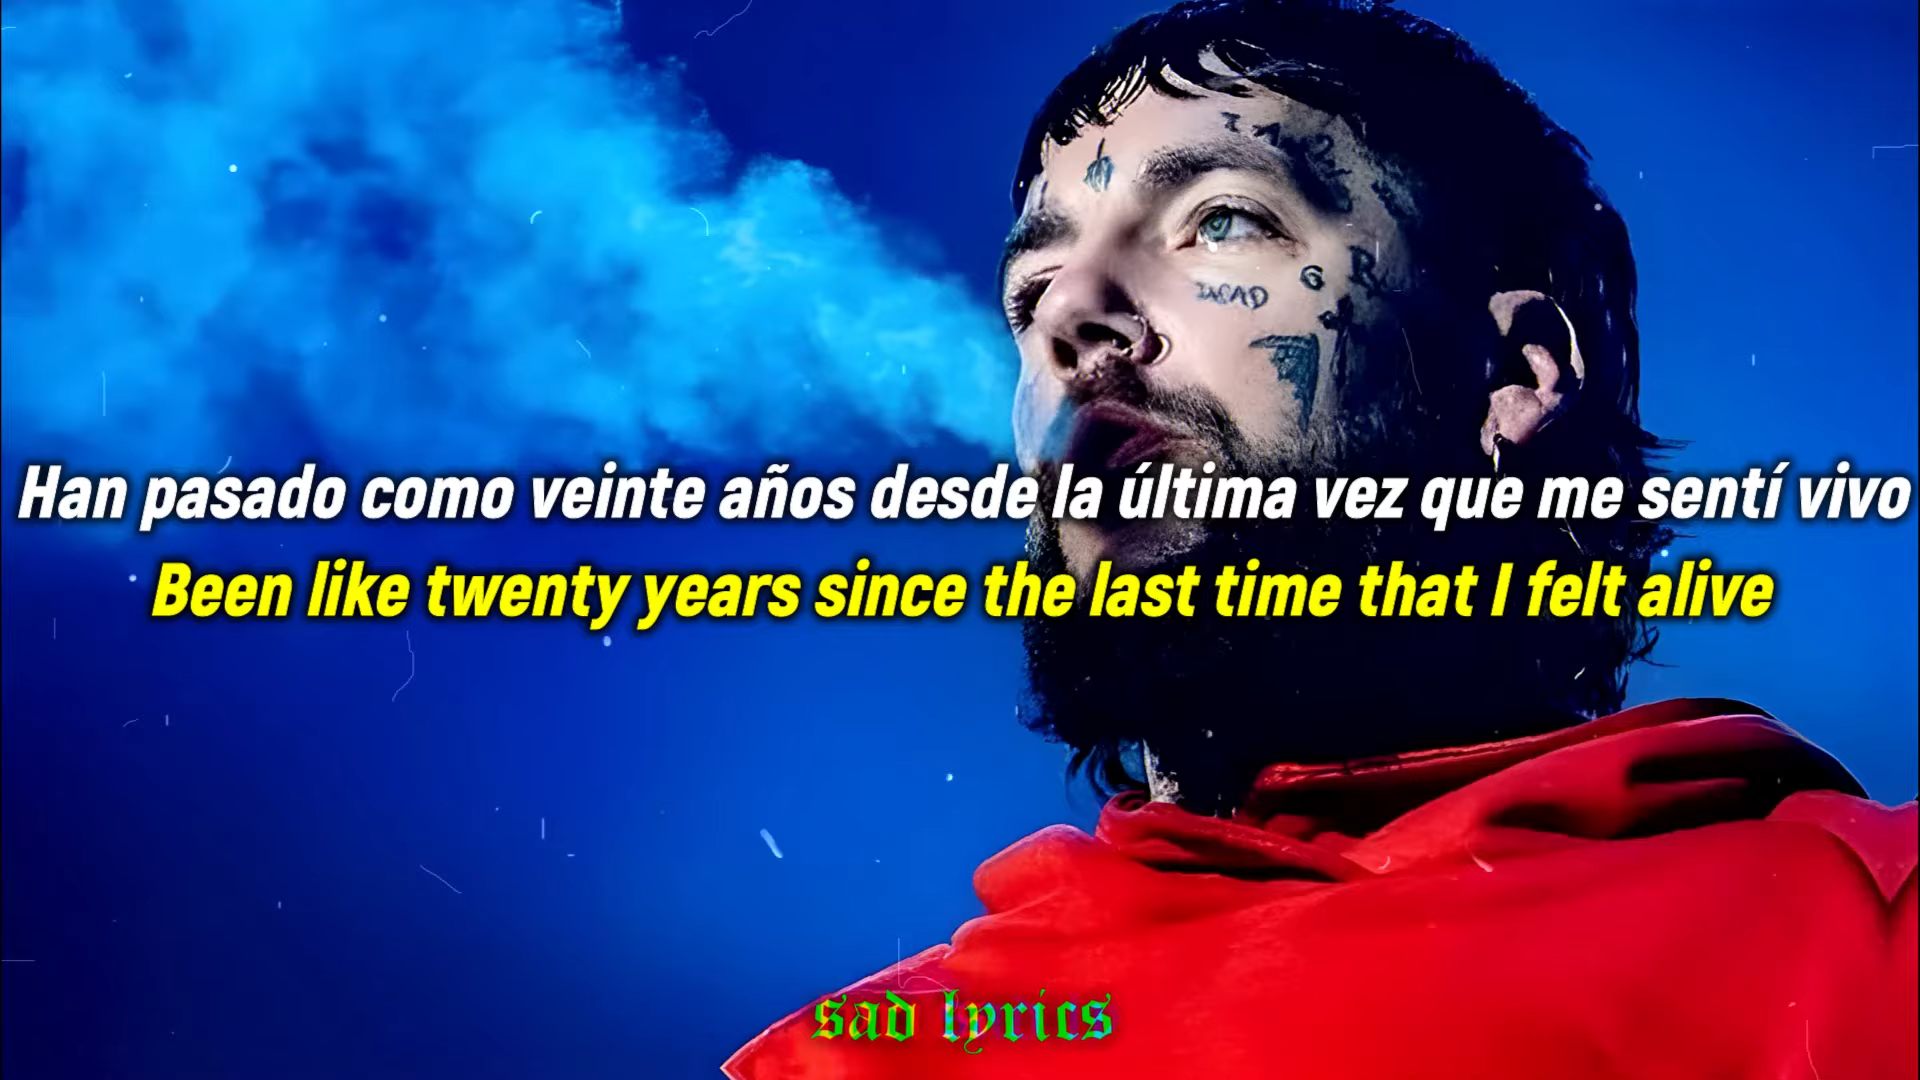 Han pasado como veinte años desde la última vez que me sentí vivo
Been like twenty years since the last time that I felt alive
sad lyrics